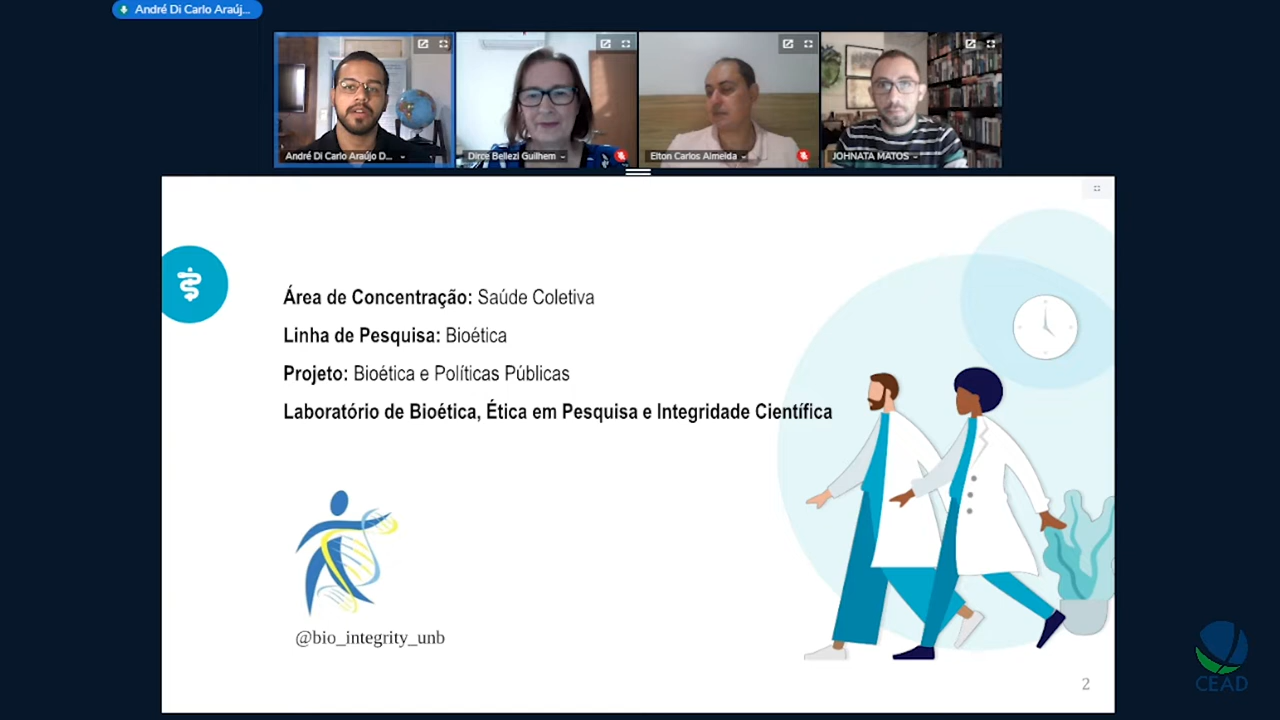 André Di Carlo Araúj...
André Di Carlo Araújo D...
Dirce Bellezi Guilhem
Elton Carlos Almeida
JOHNATA MATOS
Área de Concentração: Saúde Coletiva
Linha de Pesquisa: Bioética
Projeto: Bioética e Políticas Públicas
Laboratório de Bioética, Ética em Pesquisa e Integridade Científica
@bio_integrity_unb
2
CEAD